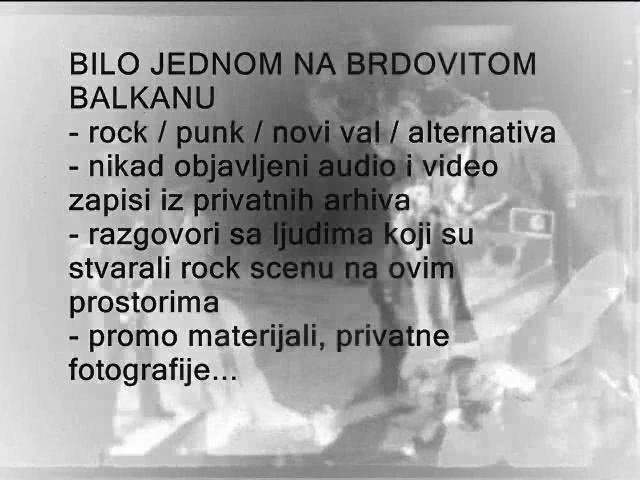 BILO JEDNOM NA BRDOVITOM
BALKANU
- rock / punk / novi val / alternativa
- nikad objavljeni audio i video
zapisi iz privatnih arhiva
- razgovori sa ljudima koji su
stvarali rock scenu na ovim
prostorima
- promo materijali, privatne
fotografije...